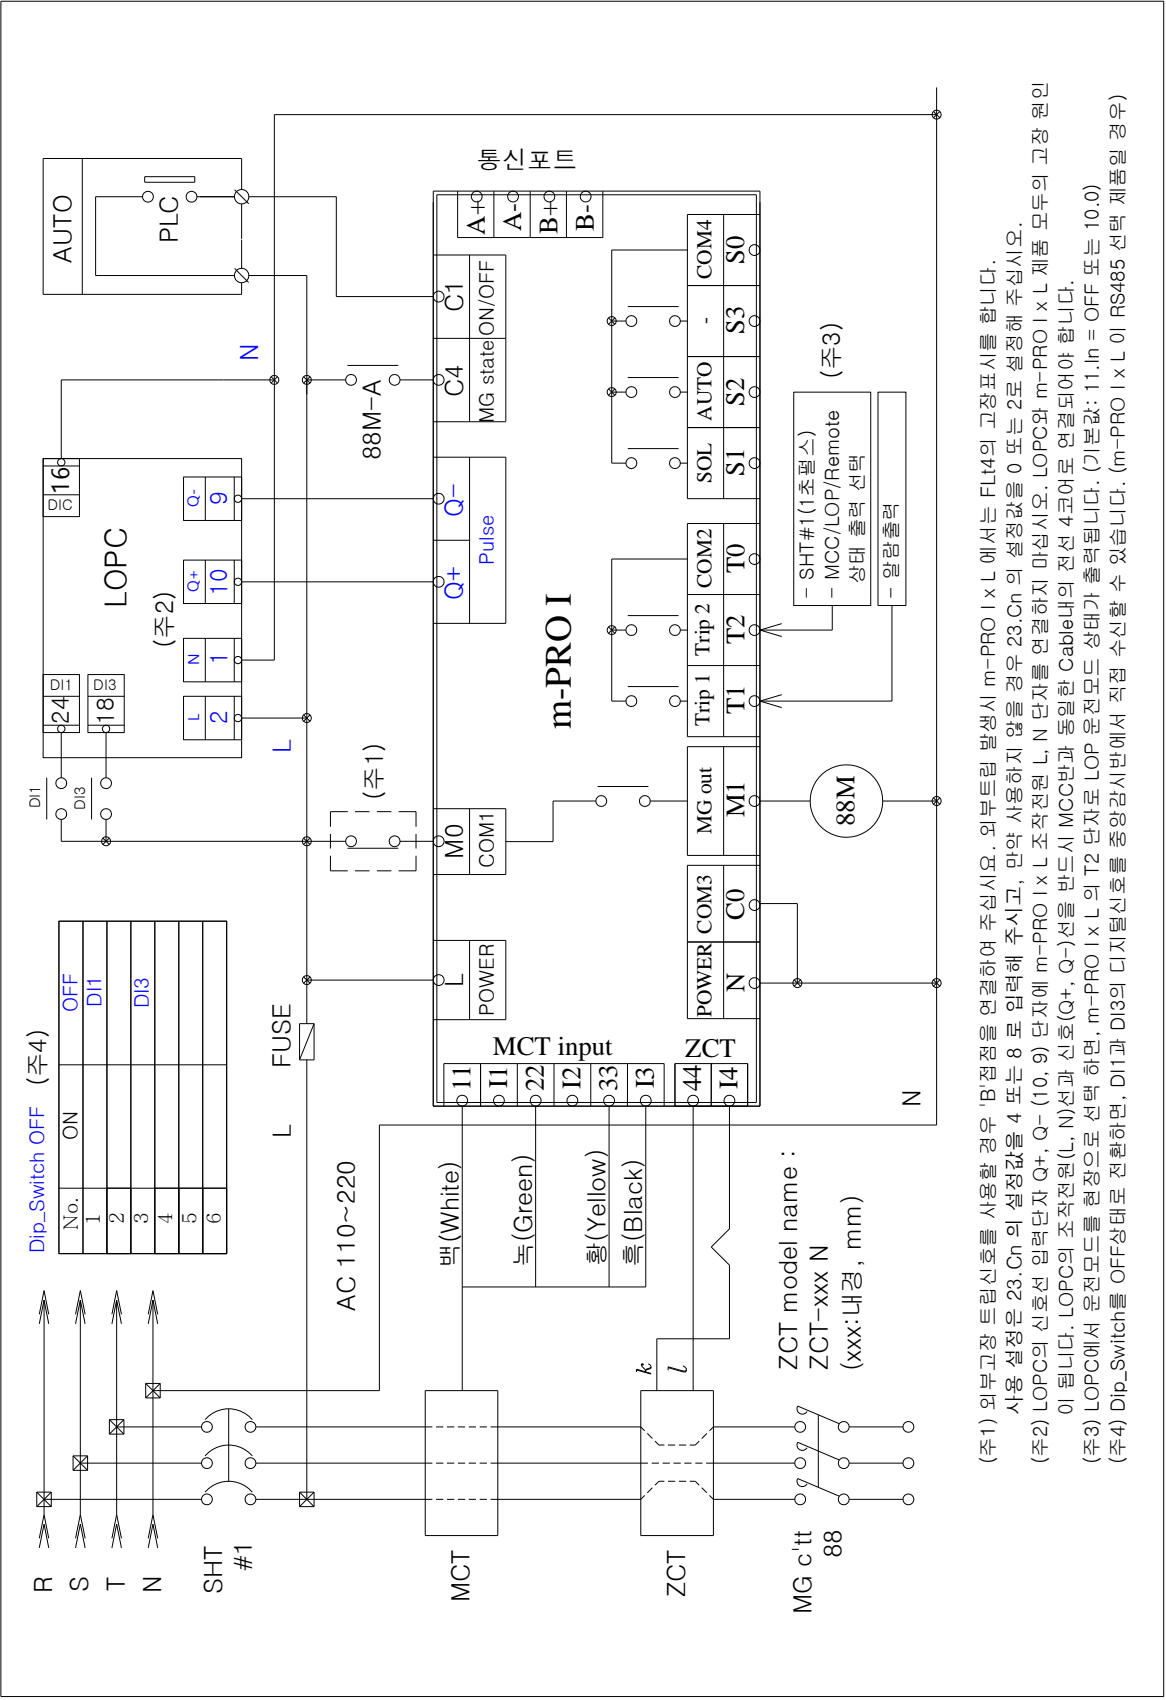 R
S
T
N
SHT
#1
MCT
ZCT
MG c'tt
88
Dip_Switch OFF (주4)
No. ON OFF
1 DI1
2
3 DI3
4
5
6
AC 110~220
L FUSE
백(White)
녹(Green)
황(Yellow)
흑(Black)
k
l
ZCT model name :
ZCT-xxx N
(xxx:내경, mm)
N
DI1
DI3
24 DI1
18 DI3
16
DIC
LOPC
(주2)
L
2
N
1
Q+
10
Q-
9
L
N
AUTO
PLC
(주1)
88M-A
L
POWER
M0
COM1
Q+ Q-
Pulse
C4
MG state
C1
ON/OFF
통신포트
A+
A-
B+
B-
m-PRO I
MCT input
11
I1
22
I2
33
I3
ZCT
44
I4
POWER
N
COM3
C0
MG out
M1
Trip 1
T1
Trip 2
T2
COM2
T0
SOL
S1
AUTO
S2
-
S3
COM4
S0
88M
- SHT#1(1초펄스)
- MCC/LOP/Remote
상태 출력 선택
(주3)
- 알람출력
(주1) 외부고장 트립신호를 사용할 경우 'B'접점을 연결하여 주십시요. 외부트립 발생시 m-PRO I x L 에서는 FLt4의 고장표시를 합니다.
사용 설정은 23.Cn 의 설정값을 4 또는 8 로 입력해 주시고, 만약 사용하지 않을 경우 23.Cn 의 설정값을 0 또는 2로 설정해 주십시오.
(주2) LOPC의 신호선 입력단자 Q+, Q- (10, 9) 단자에 m-PRO I x L 조작전원 L, N 단자를 연결하지 마십시오. LOPC와 m-PRO I x L 제품 모두의 고장 원인
이 됩니다. LOPC의 조작전원(L, N)선과 신호(Q+, Q-)선을 반드시 MCC반과 동일한 Cable내의 전선 4코어로 연결되어야 합니다.
(주3) LOPC에서 운전모드를 현장으로 선택 하면, m-PRO I x L 의 T2 단자로 LOP 운전모드 상태가 출력됩니다. (기본값: 11.In = OFF 또는 10.0)
(주4) Dip_Switch를 OFF상태로 전환하면, DI1과 DI3의 디지털신호를 중앙감시반에서 직접 수신할 수 있습니다. (m-PRO I x L 이 RS485 선택 제품일 경우)